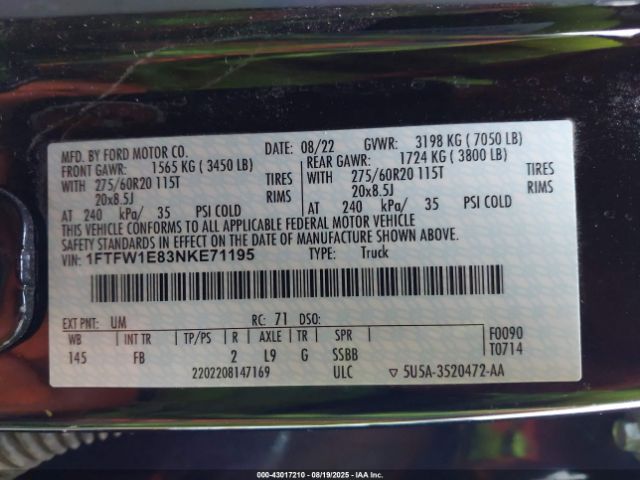 MFD. BY FORD MOTOR CO. DATE: 08/22 GVWR: 3198 KG ( 7050 LB)
FRONT GAWR: 1565 KG ( 3450 LB) REAR GAWR: 1724 KG ( 3800 LB)
WITH 275/60R20 115T TIRES WITH 275/60R20 115T TIRES
20x8.5J RIMS 20x8.5J RIMS
AT 240 kPa/ 35 PSI COLD AT 240 kPa/ 35 PSI COLD
THIS VEHICLE CONFORMS TO ALL APPLICABLE FEDERAL MOTOR VEHICLE
SAFETY STANDARDS IN EFFECT ON THE DATE OF MANUFACTURE SHOWN ABOVE.
VIN: 1FTFW1E83NKE71195 TYPE: Truck
EXT PNT: UM RC: 71 DSO:
WB INT TR TP/PS R AXLE TR SPR F0090
145 FB 2 L9 G SSBB T0714
2202208147169 ULC ▽ 5U5A-3520472-AA
000-43017210 - 08/19/2025 - IAA Inc.